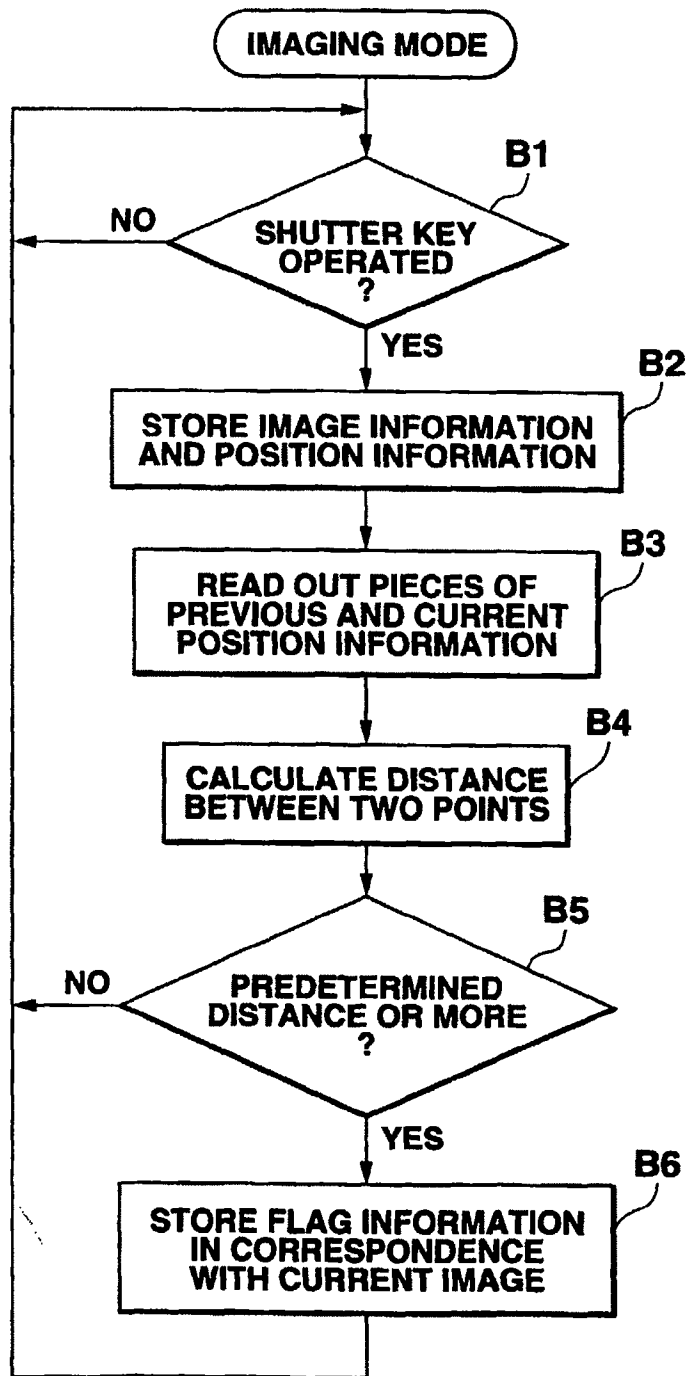 IMAGING MODE
B1
NO
SHUTTER KEY
OPERATED
?
YES
B2
STORE IMAGE INFORMATION
AND POSITION INFORMATION
B3
READ OUT PIECES OF
PREVIOUS AND CURRENT
POSITION INFORMATION
B4
CALCULATE DISTANCE
BETWEEN TWO POINTS
B5
NO
PREDETERMINED
DISTANCE OR MORE
?
YES
B6
STORE FLAG INFORMATION
IN CORRESPONDENCE
WITH CURRENT IMAGE